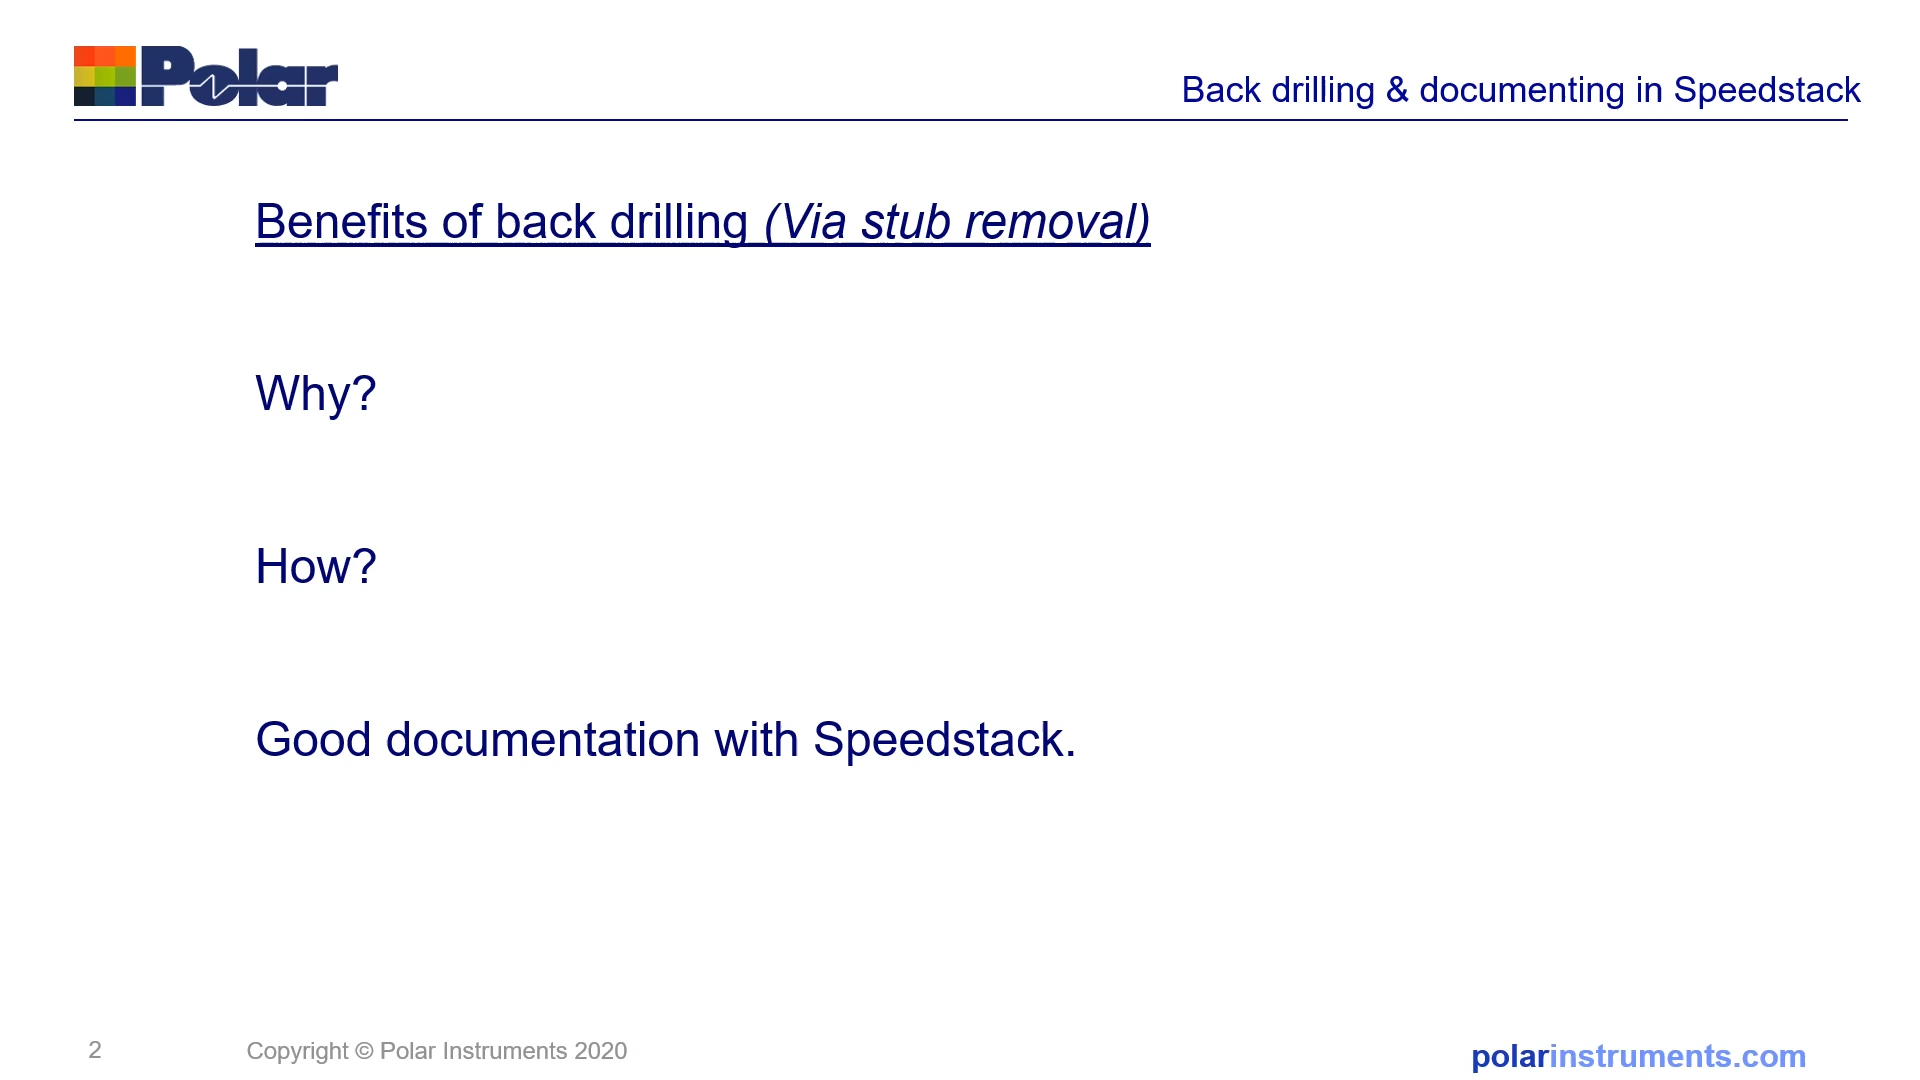 Polar
Back drilling & documenting in Speedstack
Benefits of back drilling (Via stub removal)
Why?
How?
Good documentation with Speedstack.
2
Copyright © Polar Instruments 2020
polarinstruments.com